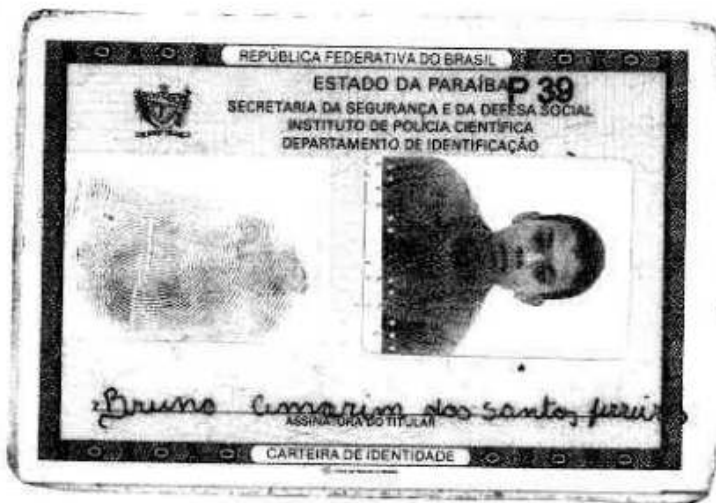 REPÚBLICA FEDERATIVA DO BRASIL
ESTADO DA PARAÍBA P 39
SECRETARIA DA SEGURANÇA E DA DEFESA SOCIAL
INSTITUTO DE POLÍCIA CIENTÍFICA
DEPARTAMENTO DE IDENTIFICAÇÃO
Bruno dos santos
ASSINATURA DO TITULAR
CARTEIRA DE IDENTIDADE